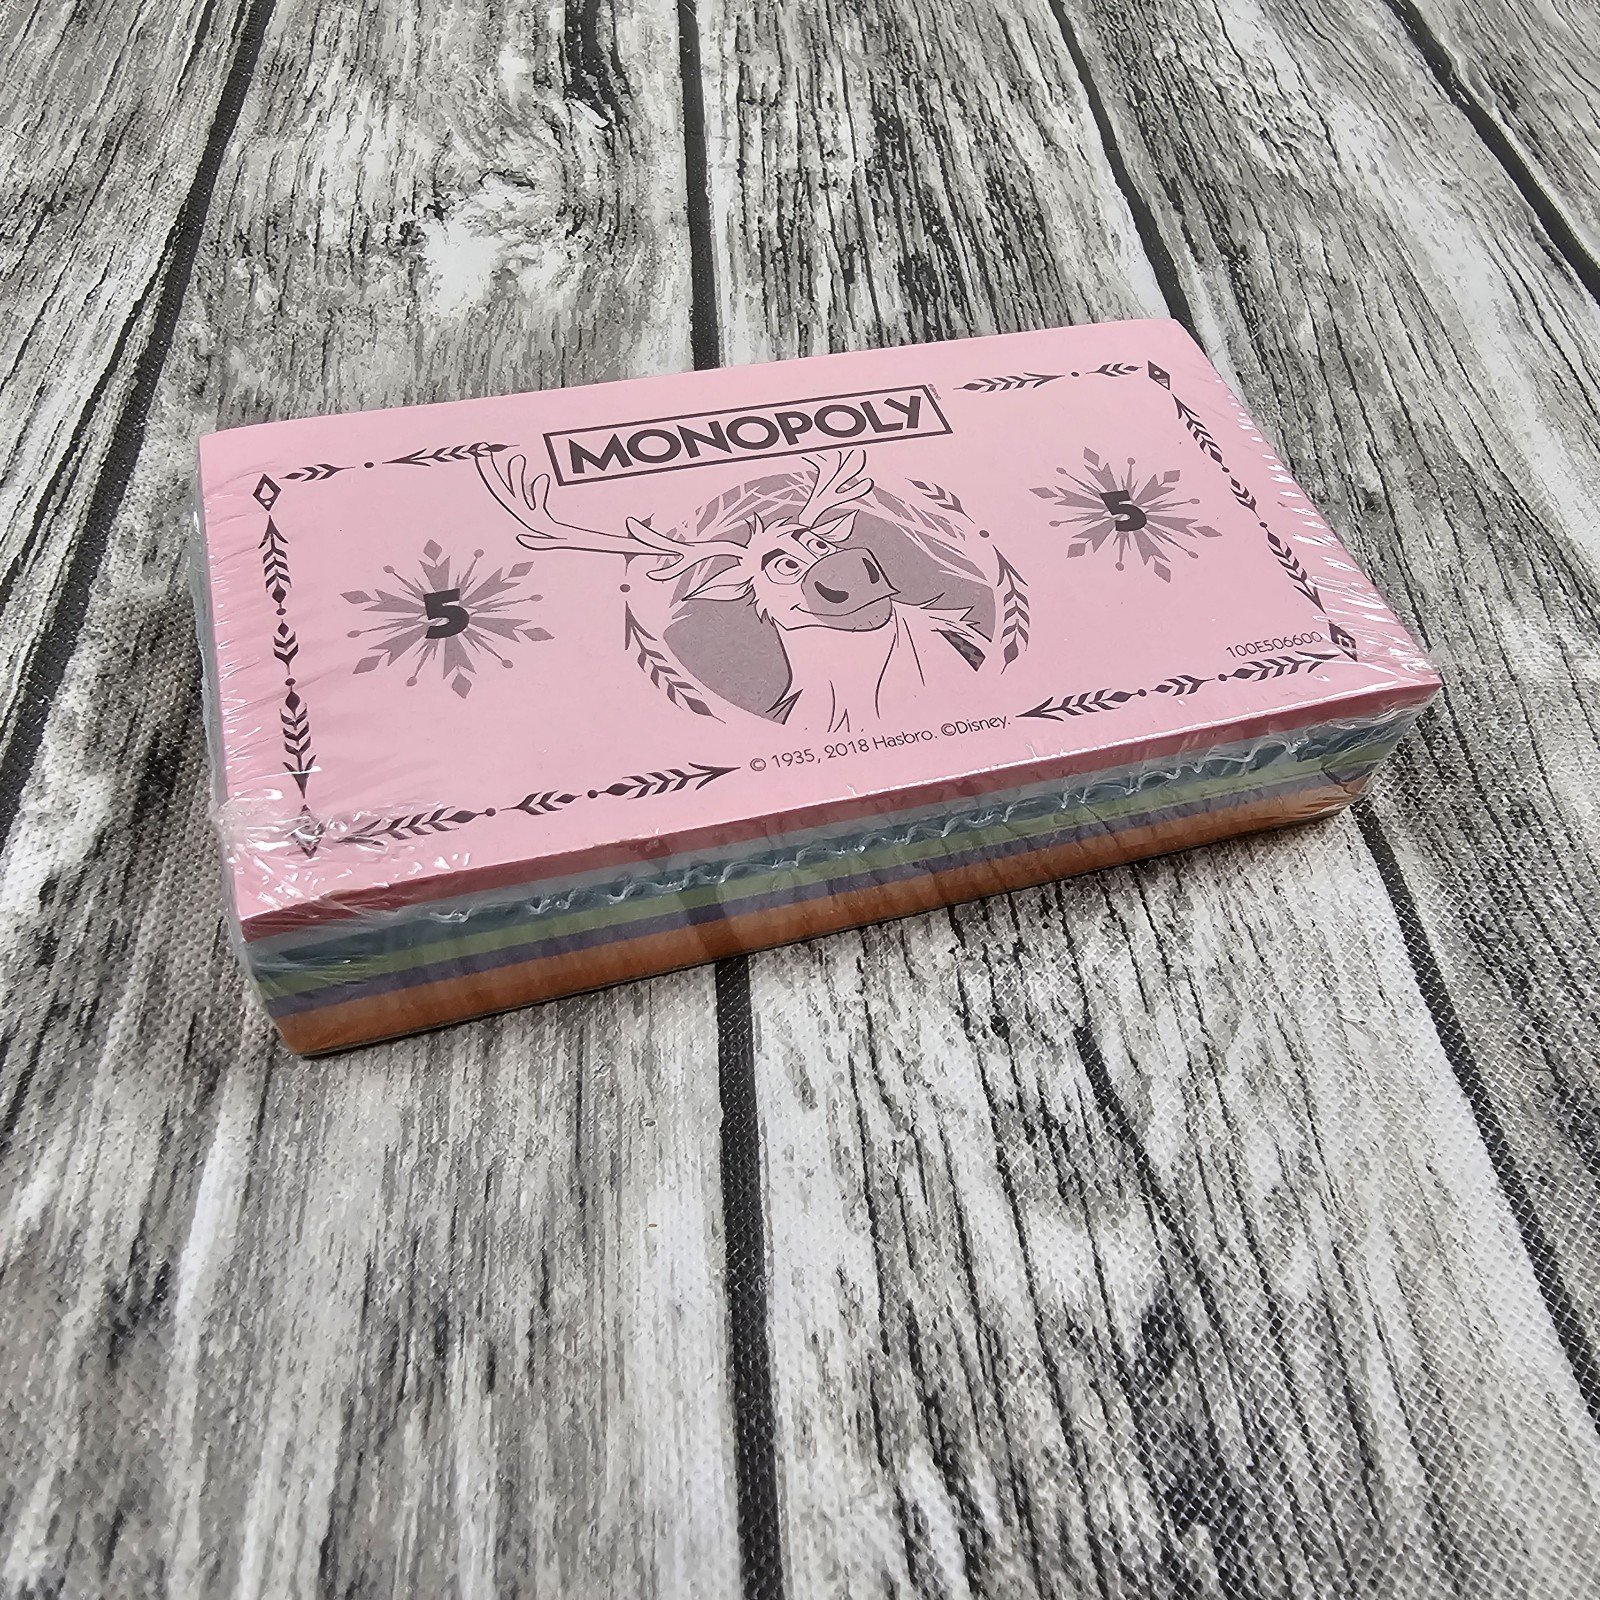 MONOPOLY
5
5
100E506600
© 1935, 2018 Hasbro. ©Disney.